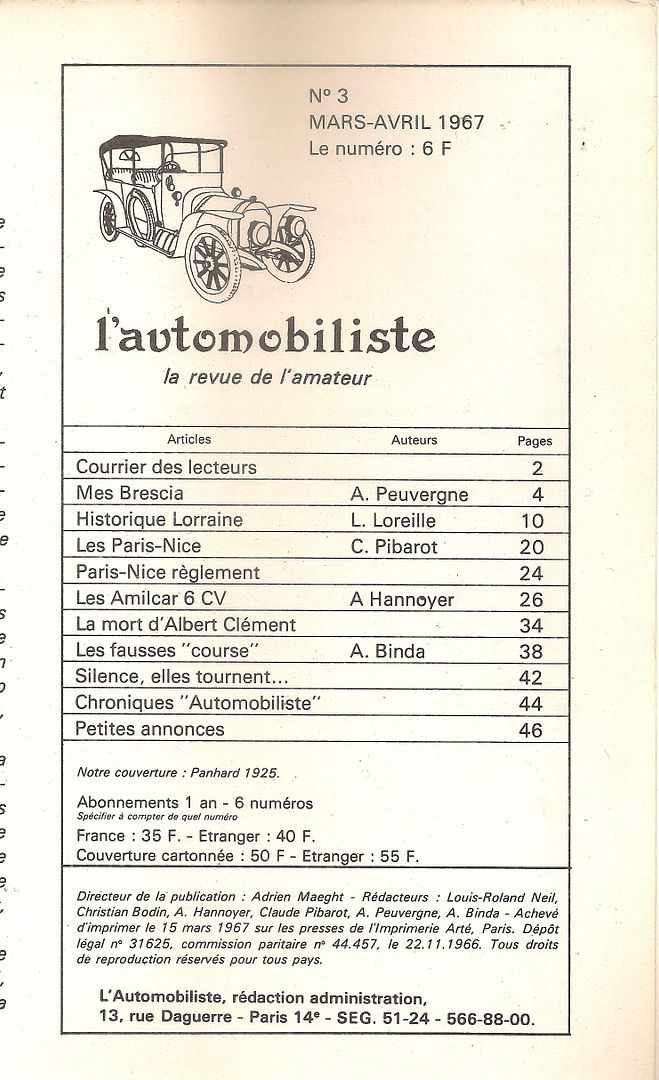 N° 3
MARS-AVRIL 1967
Le numéro : 6 F
l'automobiliste
la revue de l'amateur
Articles Auteurs Pages
Courrier des lecteurs 2
Mes Brescia A. Peuvergne 4
Historique Lorraine L. Loreille 10
Les Paris-Nice C. Pibarot 20
Paris-Nice règlement 24
Les Amilcar 6 CV A Hannoyer 26
La mort d'Albert Clément 34
Les fausses "course" A. Binda 38
Silence, elles tournent... 42
Chroniques "Automobiliste" 44
Petites annonces 46
Notre couverture : Panhard 1925.
Abonnements 1 an - 6 numéros
Spécifier à compter de quel numéro
France : 35 F. - Etranger : 40 F.
Couverture cartonnée : 50 F - Etranger : 55 F.
Directeur de la publication : Adrien Maeght - Rédacteurs : Louis-Roland Neil,
Christian Bodin, A. Hannoyer, Claude Pibarot, A. Peuvergne, A. Binda - Achevé
d'imprimer le 15 mars 1967 sur les presses de l'Imprimerie Arté, Paris. Dépôt
légal n° 31625, commission paritaire n° 44.457, le 22.11.1966. Tous droits
de reproduction réservés pour tous pays.
L'Automobiliste, rédaction administration,
13, rue Daguerre - Paris 14e - SEG. 51-24 - 566-88-00.